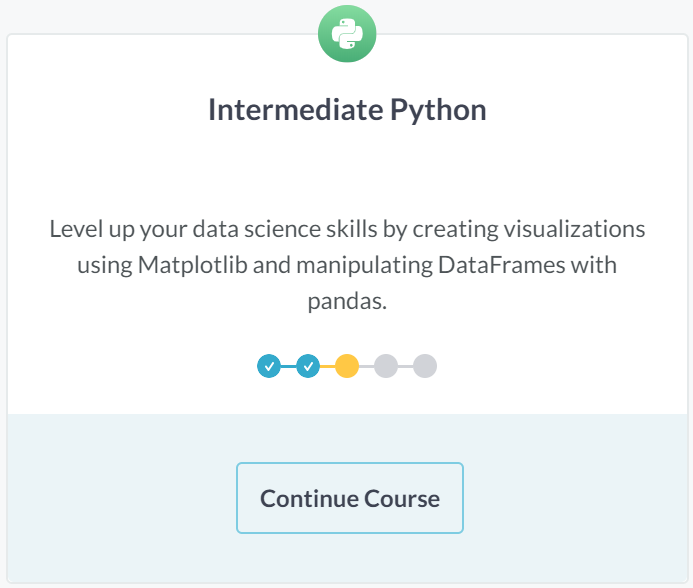 Intermediate Python
Level up your data science skills by creating visualizations
using Matplotlib and manipulating DataFrames with
pandas.
Continue Course